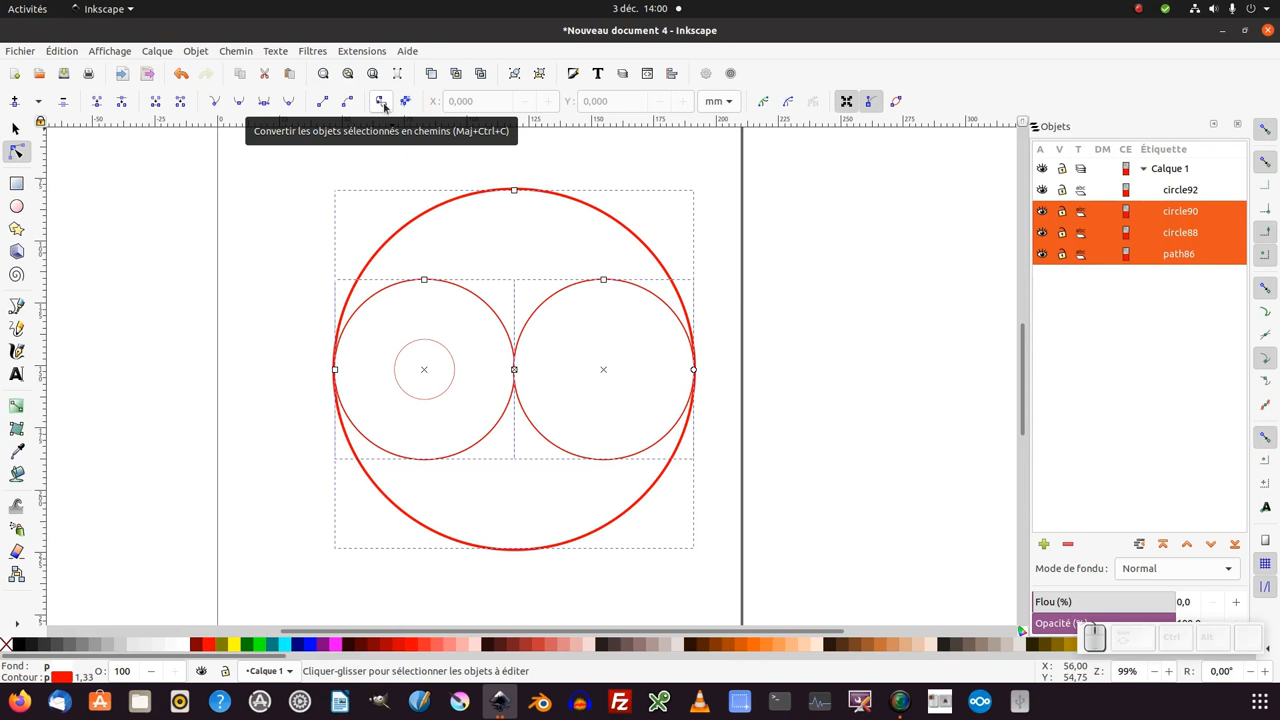 Activités Inkscape 3 déc. 14:00
*Nouveau document 4 - Inkscape
Fichier Édition Affichage Calque Objet Chemin Texte Filtres Extensions Aide
X: 0,000 Y: 0,000 mm
Convertir les objets sélectionnés en chemins (Maj+Ctrl+C)
Objets
A V T DM CE Étiquette
Calque 1
circle92
circle90
circle88
path86
Mode de fondu : Normal
Flou (%) 0,0
Opacité (%)
Ctrl Alt
Fond : p
Contour : p 1,33
O: 100
•Calque 1
Cliquer-glisser pour sélectionner les objets à éditer
X: 56,00
Y: 54,75
Z: 99%
R: 0,00°